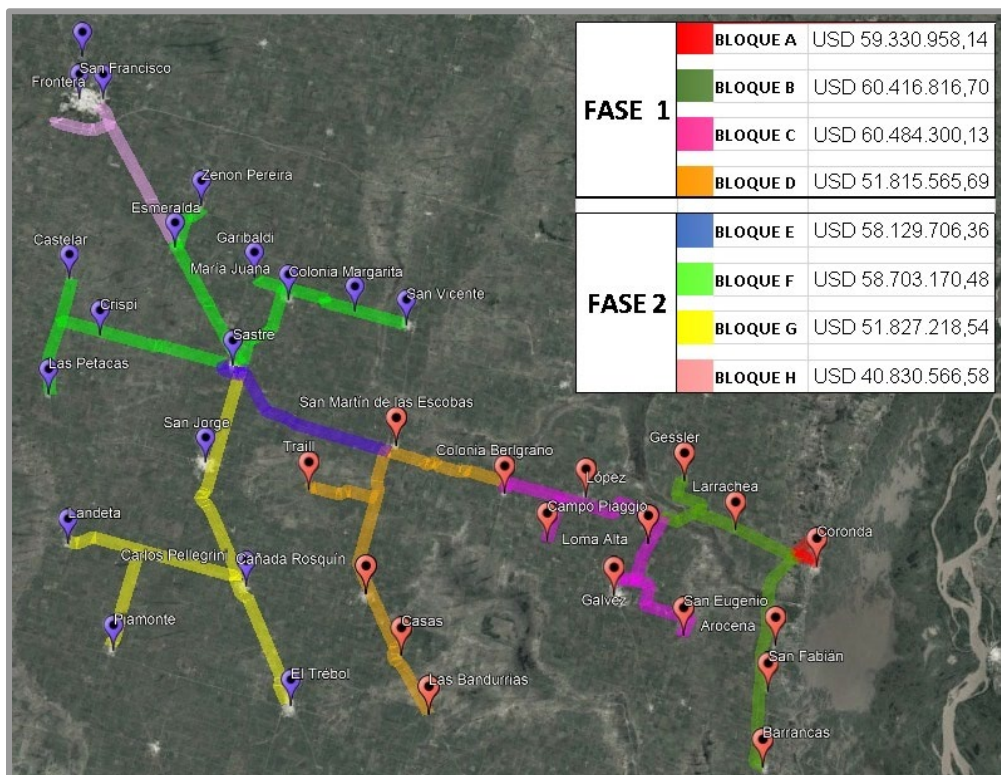 San Francisco
Frontera
Zenon Pereira
Esmeralda
Castelar
Garibaldi
María Juana
Colonia Margarita
Crispi
San Vicente
Sastre
Las Petacas
San Martín de las Escobas
San Jorge
Traill
Colonia Berlgrano
Gessler
López
Larrachea
Landeta
Campo Piaggio
Loma Alta
Coronda
Carlos Pellegrin
Cañada Rosquín
Galvez
San Eugenio
Piamonte
Casas
Arocena
San Fabián
El Trébol
Las Bandurrias
Barrancas
FASE 1
BLOQUE A USD 59.330.958,14
BLOQUE B USD 60.416.816,70
BLOQUE C USD 60.484.300,13
BLOQUE D USD 51.815.565,69
FASE 2
BLOQUE E USD 58.129.706,36
BLOQUE F USD 58.703.170,48
BLOQUE G USD 51.827.218,54
BLOQUE H USD 40.830.566,58